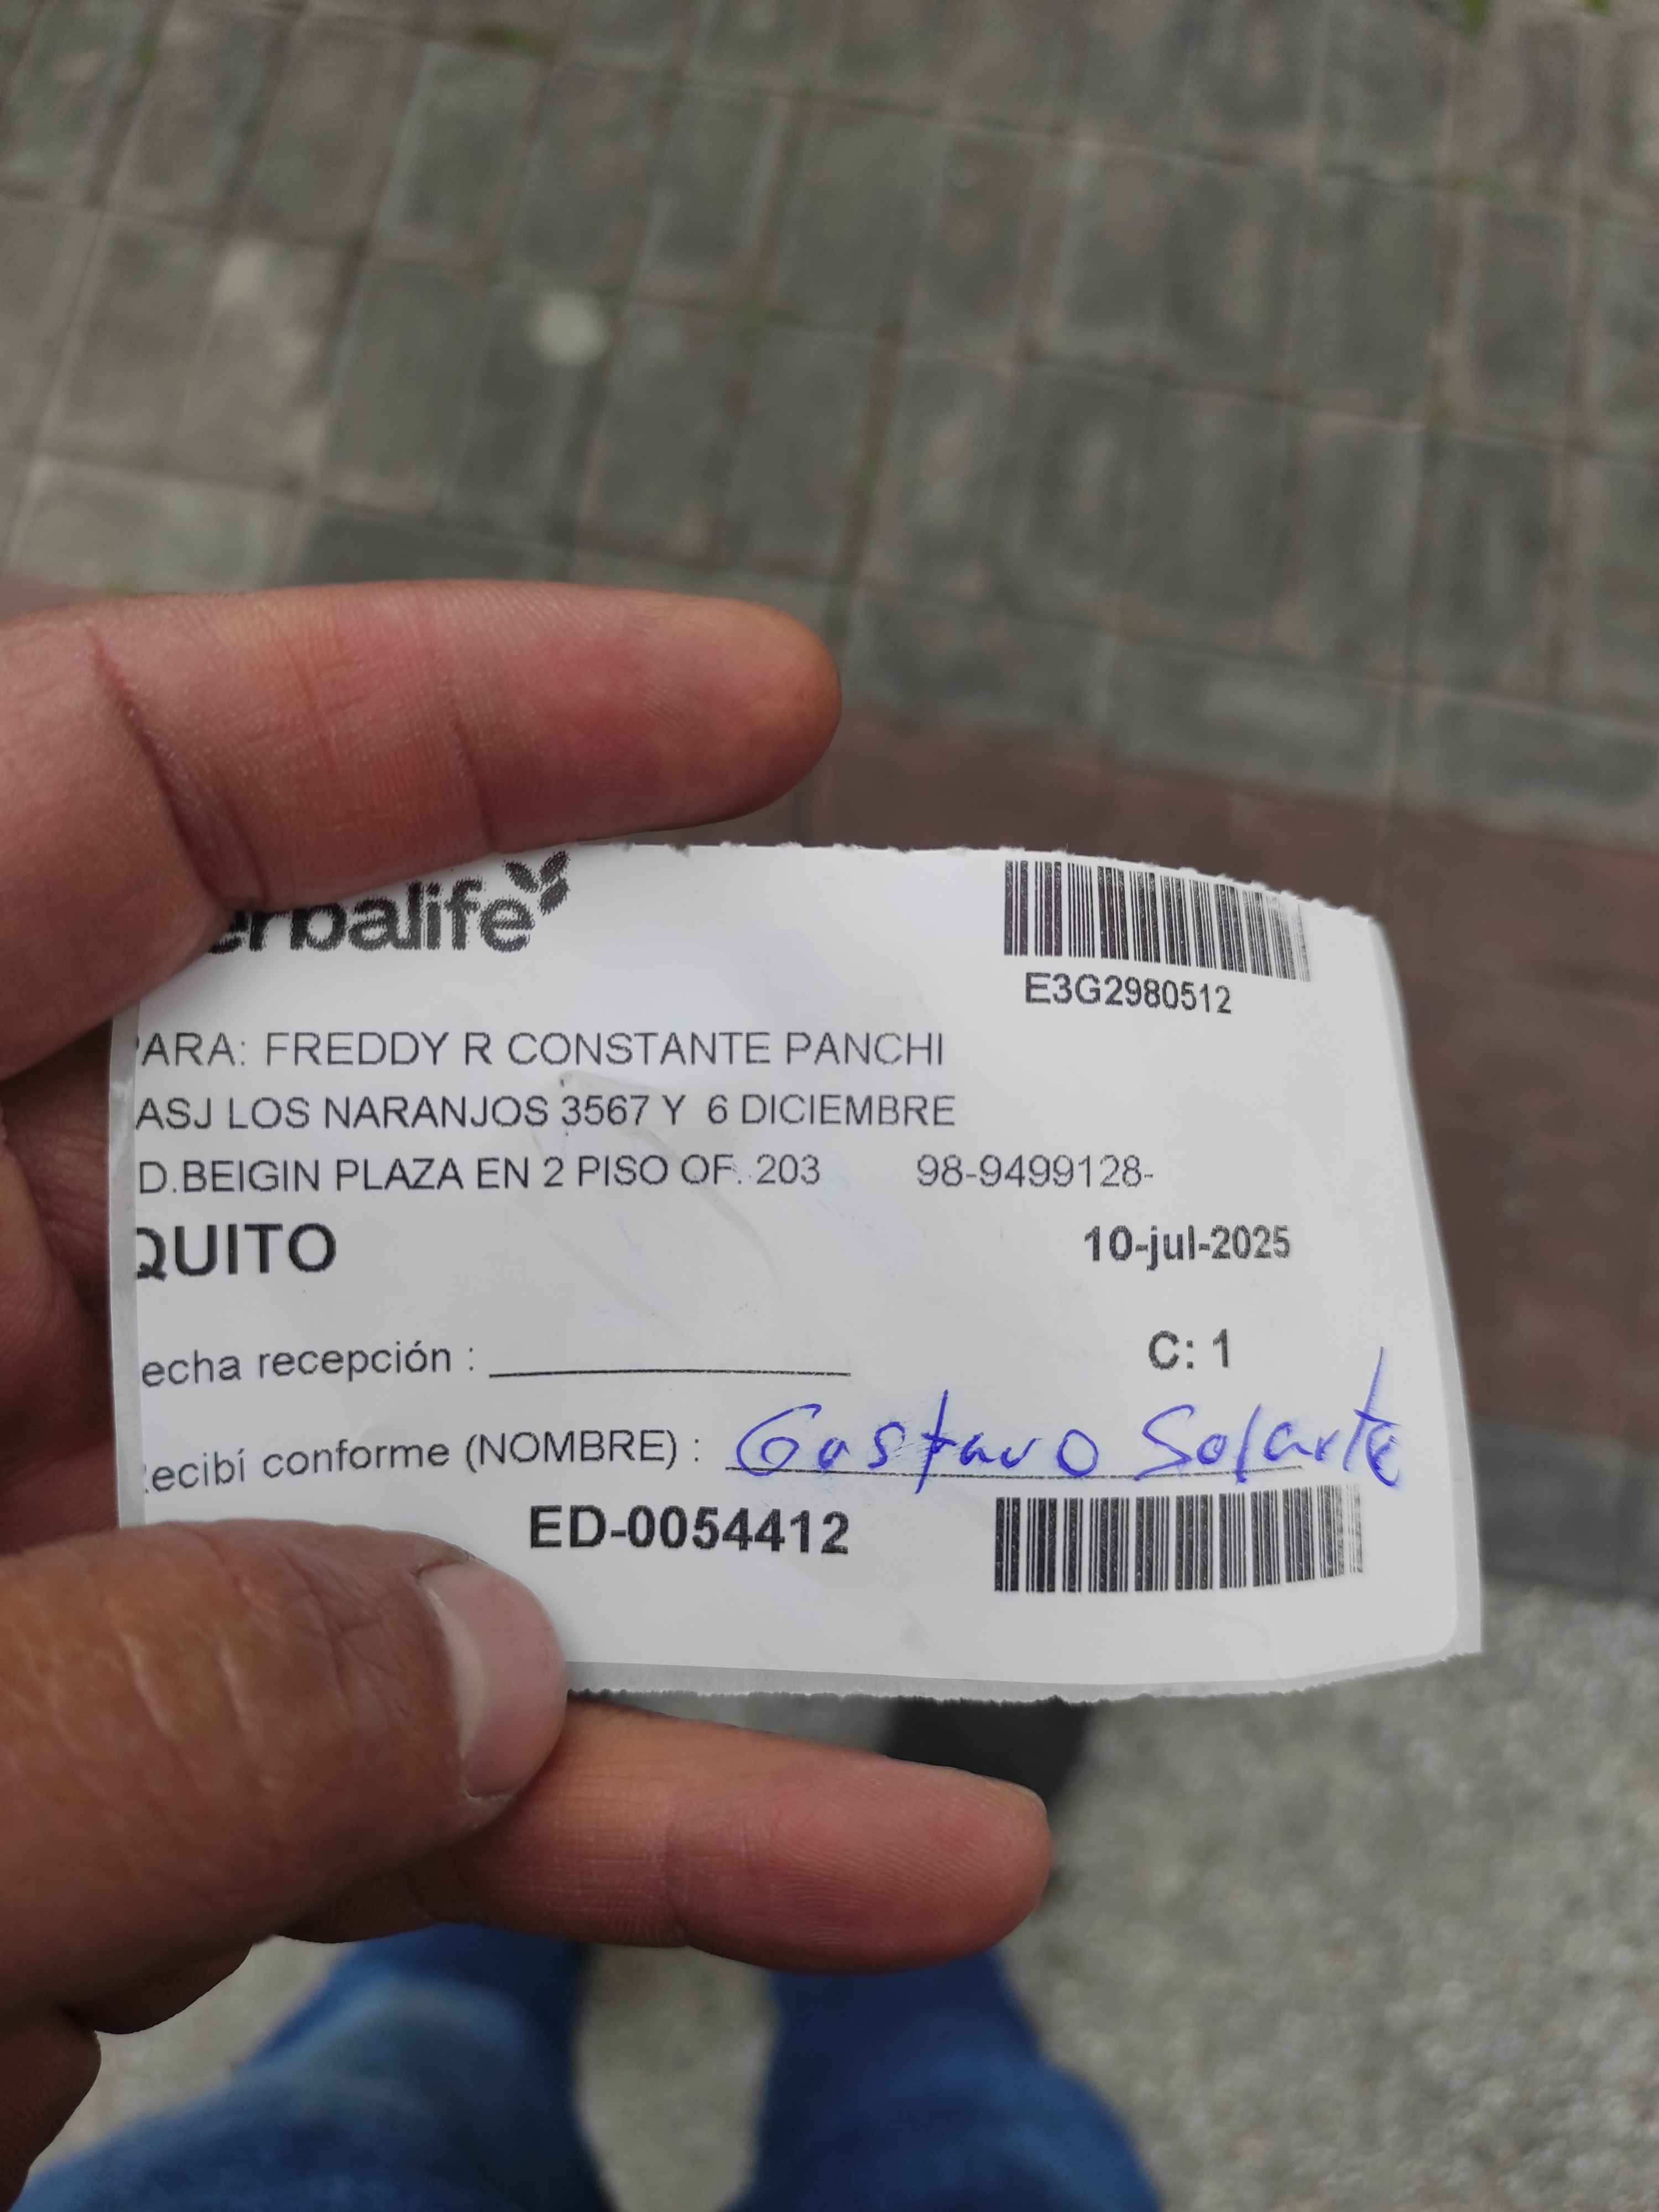 erbalife
E3G2980512
PARA: FREDDY R CONSTANTE PANCHI
ASJ LOS NARANJOS 3567 Y 6 DICIEMBRE
D.BEIGIN PLAZA EN 2 PISO OF. 203 98-9499128-
QUITO 10-jul-2025
echa recepción : C: 1
ecibí conforme (NOMBRE) : Gustavo Solarte
ED-0054412